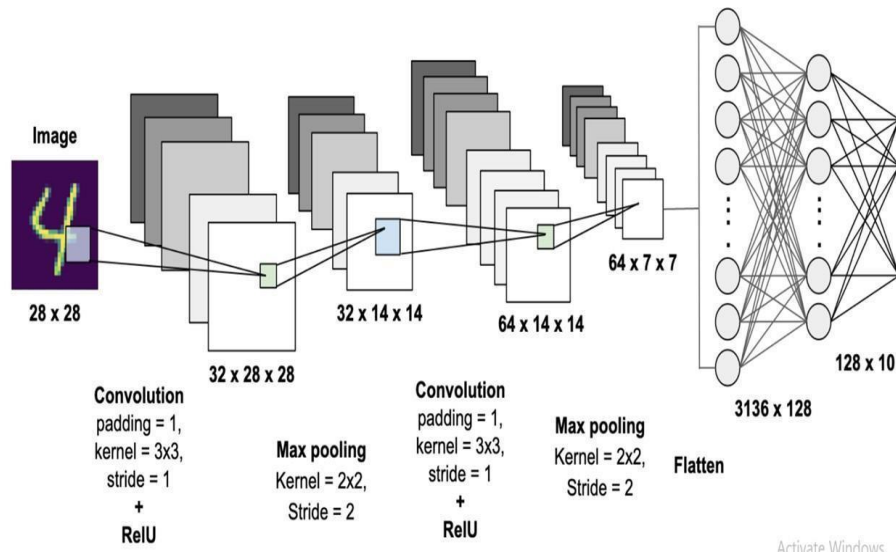 Image
28 x 28
32 x 28 x 28
32 x 14 x 14
64 x 14 x 14
64 x 7 x 7
3136 x 128
128 x 10
Convolution
padding = 1,
kernel = 3x3,
stride = 1
+
RelU
Max pooling
Kernel = 2x2,
Stride = 2
Convolution
padding = 1,
kernel = 3x3,
stride = 1
+
RelU
Max pooling
Kernel = 2x2,
Stride = 2
Flatten
Activate Windows